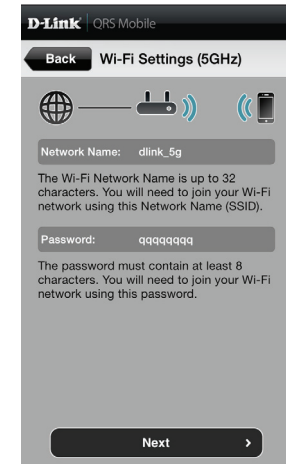 D-Link | QRS Mobile
Back Wi-Fi Settings (5GHz)
Network Name: dlink_5g
The Wi-Fi Network Name is up to 32
characters. You will need to join your Wi-Fi
network using this Network Name (SSID).
Password: qqqqqqqq
The password must contain at least 8
characters. You will need to join your Wi-Fi
network using this password.
Next